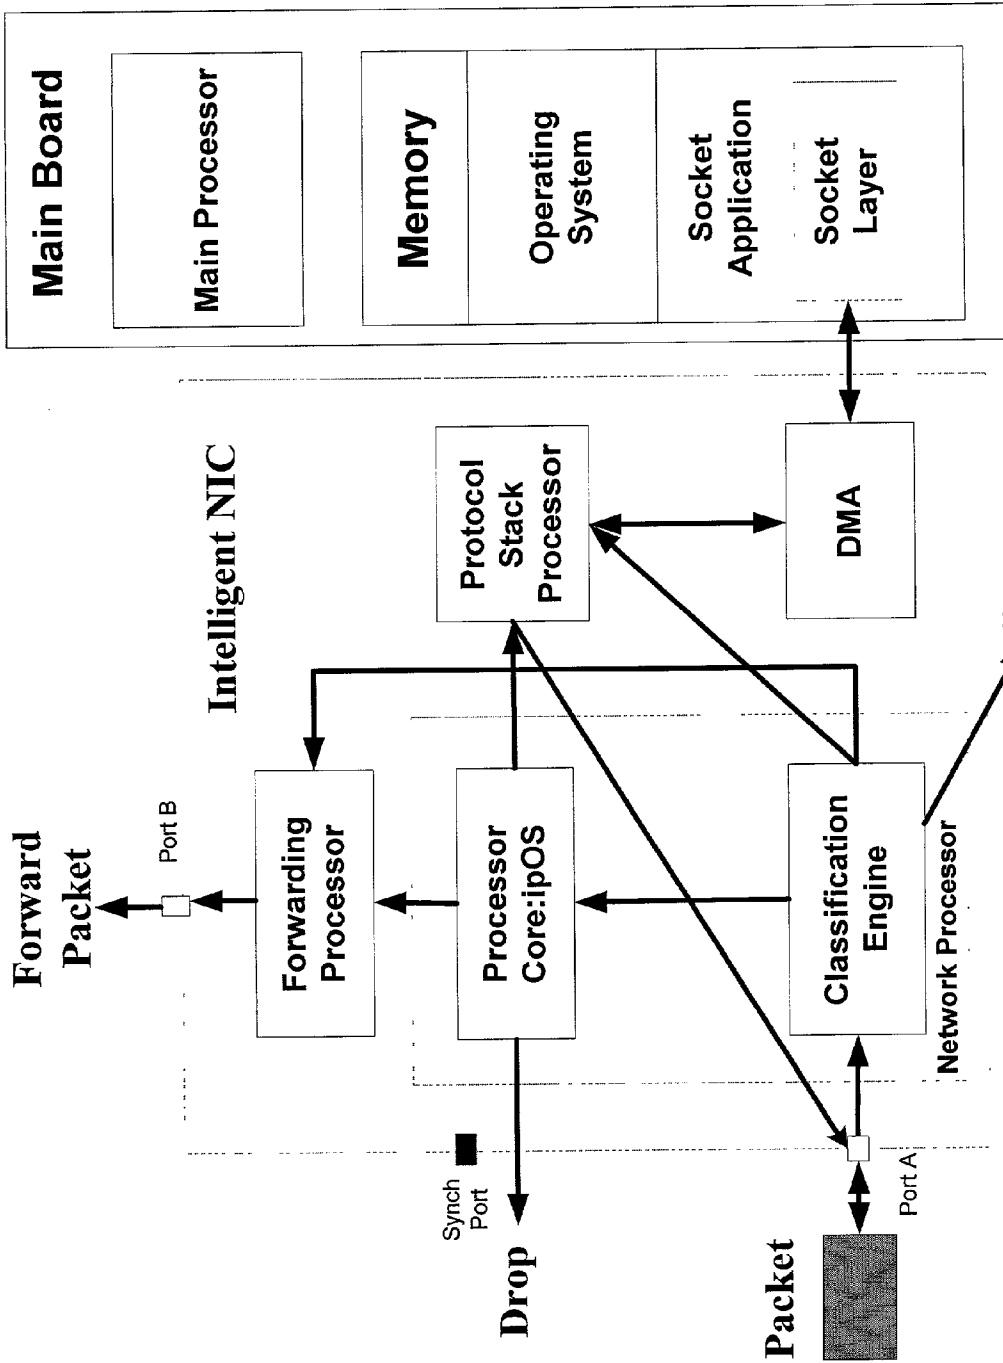 Main Board
Main Processor
Memory
Operating
System
Socket
Application
Socket
Layer
Intelligent NIC
Protocol
Stack
Processor
DMA
Forward
Packet
Port B
Forwarding
Processor
Processor
Core:ipOS
Classification
Engine
Network Processor
Synch
Port
Drop
Port A
Packet